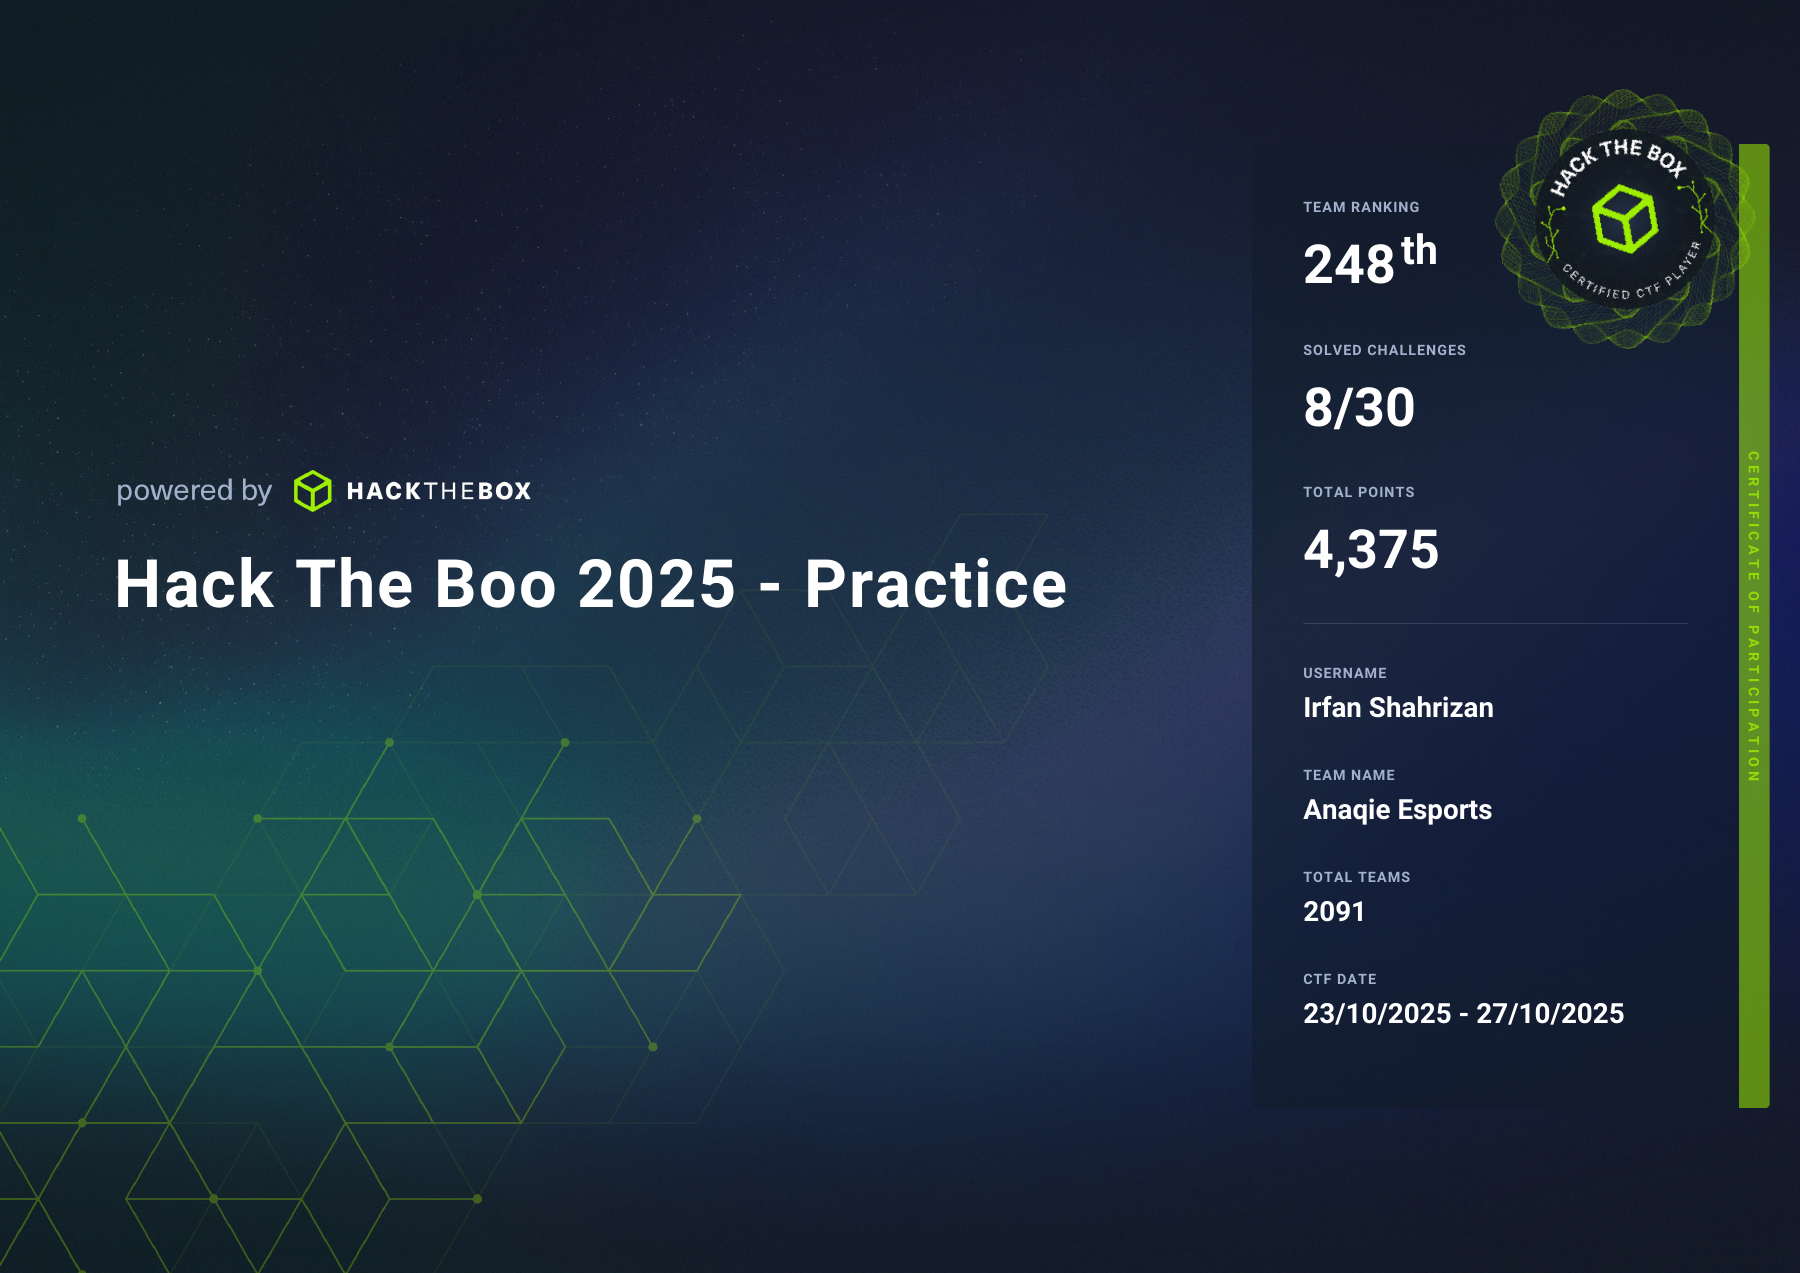 powered by HACKTHEBOX
Hack The Boo 2025 - Practice
HACK THE BOX
CERTIFIED CTF PLAYER
TEAM RANKING
248th
SOLVED CHALLENGES
8/30
TOTAL POINTS
4,375
USERNAME
Irfan Shahrizan
TEAM NAME
Anaqie Esports
TOTAL TEAMS
2091
CTF DATE
23/10/2025 - 27/10/2025
CERTIFICATE OF PARTICIPATION